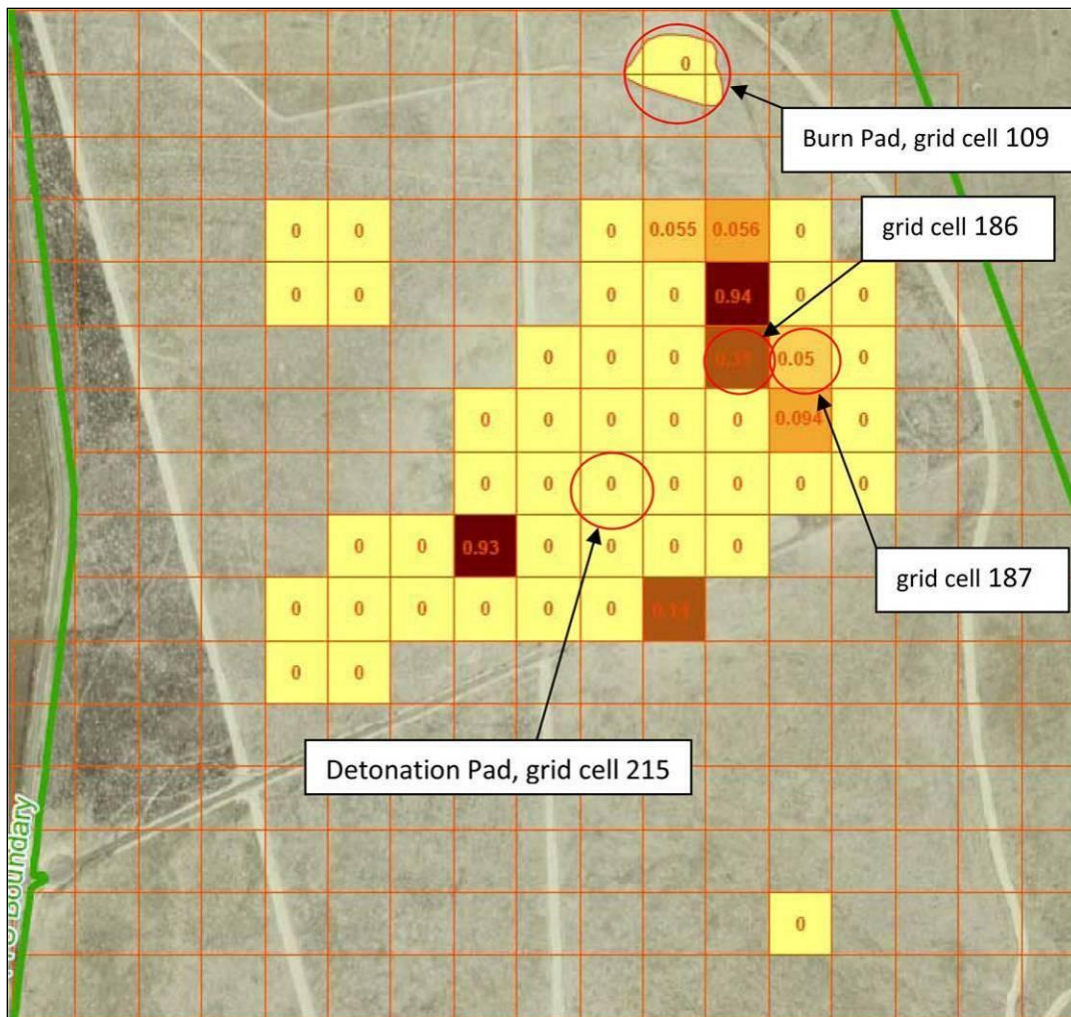 0
Burn Pad, grid cell 109
0 0 0 0.055 0.056 0
grid cell 186
0 0 0 0 0.94 0 0
0 0 0 0.05 0
0 0 0 0 0 0.094 0
0 0 0 0 0 0 0
0 0 0.93 0 0 0 0
grid cell 187
0 0 0 0 0 0
0 0
Detonation Pad, grid cell 215
Boundary
0